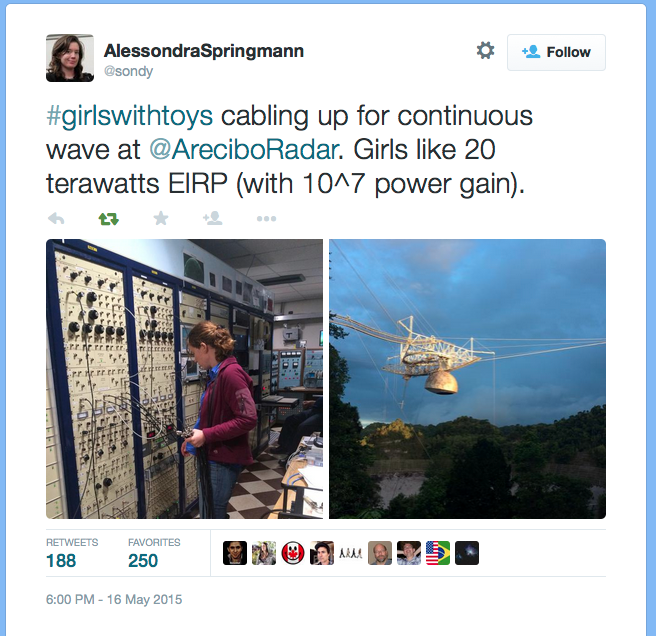 AlessondraSpringmann
@sondy
Follow
#girlswithtoys cabling up for continuous
wave at @AreciboRadar. Girls like 20
terawatts EIRP (with 10^7 power gain).
RETWEETS
FAVORITES
188
250
6:00 PM - 16 May 2015